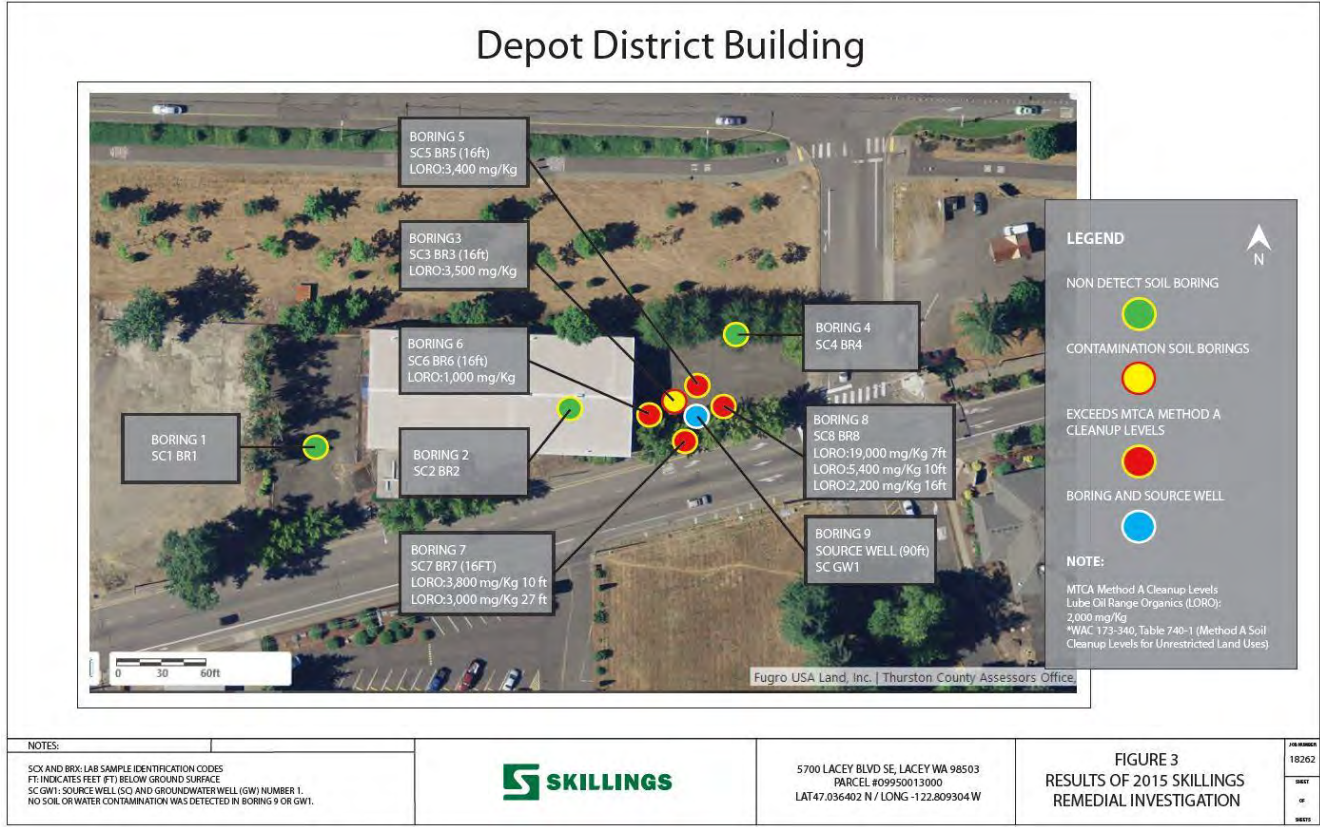 Depot District Building
BORING 5
SC5 BR5 (16ft)
LORO:3,400 mg/Kg
BORING3
SC3 BR3 (16ft)
LORO:3,500 mg/Kg
BORING 6
SC6 BR6 (16ft)
LORO:1,000 mg/Kg
BORING 4
SC4 BR4
BORING 1
SC1 BR1
BORING 2
SC2 BR2
BORING 8
SC8 BR8
LORO:19,000 mg/Kg 7ft
LORO:5,400 mg/Kg 10ft
LORO:2,200 mg/Kg 16ft
BORING 7
SC7 BR7 (16FT)
LORO:3,800 mg/Kg 10 ft
LORO:3,000 mg/Kg 27 ft
BORING 9
SOURCE WELL (90ft)
SC GW1
0 30 60ft
Fugro USA Land, Inc. | Thurston County Assessors Office,
LEGEND
N
NON DETECT SOIL BORING
CONTAMINATION SOIL BORINGS
EXCEEDS MTCA METHOD A
CLEANUP LEVELS
BORING AND SOURCE WELL
NOTE:
MTCA Method A Cleanup Levels
Lube Oil Range Organics (LORO):
2,000 mg/Kg
*WAC 173-340, Table 740-1 (Method A Soil
Cleanup Levels for Unrestricted Land Uses)
NOTES:
SCX AND BRX: LAB SAMPLE IDENTIFICATION CODES
FT: INDICATES FEET (FT) BELOW GROUND SURFACE
SC GW1: SOURCE WELL (SC) AND GROUNDWATER WELL (GW) NUMBER 1.
NO SOIL OR WATER CONTAMINATION WAS DETECTED IN BORING 9 OR GW1.
SKILLINGS
5700 LACEY BLVD SE, LACEY WA 98503
PARCEL #09950013000
LAT47.036402 N / LONG -122.809304 W
FIGURE 3
RESULTS OF 2015 SKILLINGS
REMEDIAL INVESTIGATION
JOB NUMBER
18262
SHEET
OF
SHEETS